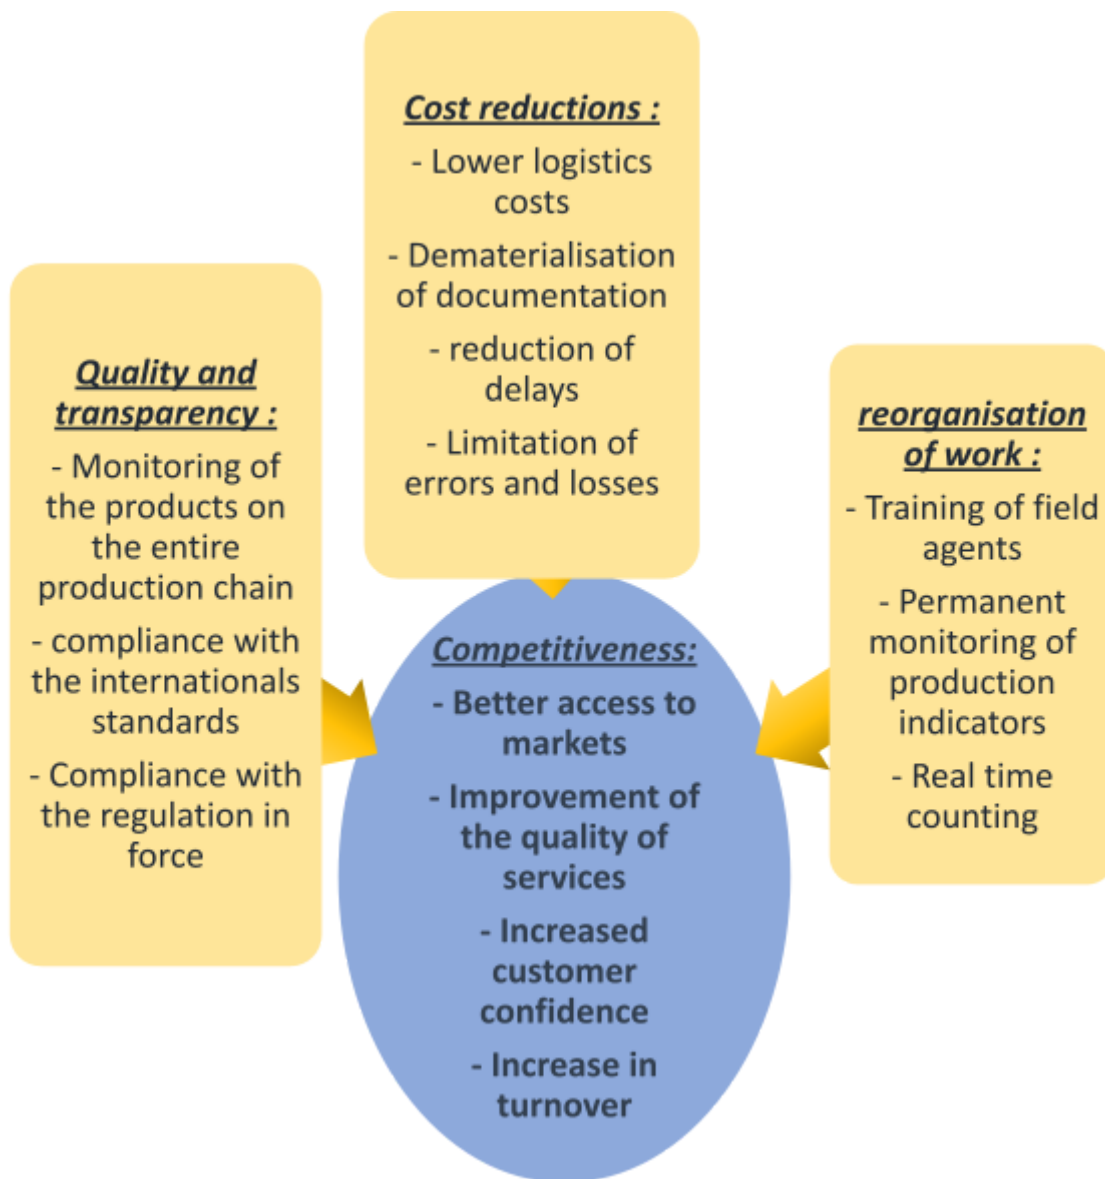 Cost reductions :
- Lower logistics
costs
- Dematerialisation
of documentation
- reduction of
delays
- Limitation of
errors and losses
Quality and
transparency :
- Monitoring of
the products on
the entire
production chain
- compliance with
the internationals
standards
- Compliance with
the regulation in
force
reorganisation
of work :
- Training of field
agents
- Permanent
monitoring of
production
indicators
- Real time
counting
Competitiveness:
- Better access to
markets
- Improvement of
the quality of
services
- Increased
customer
confidence
- Increase in
turnover